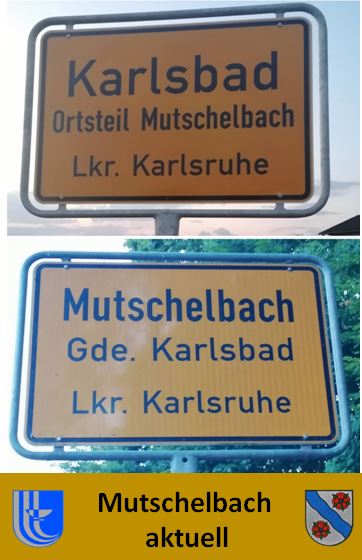 Karlsbad
Ortsteil Mutschelbach
Lkr. Karlsruhe
Mutschelbach
Gde. Karlsbad
Lkr. Karlsruhe
Mutschelbach
aktuell